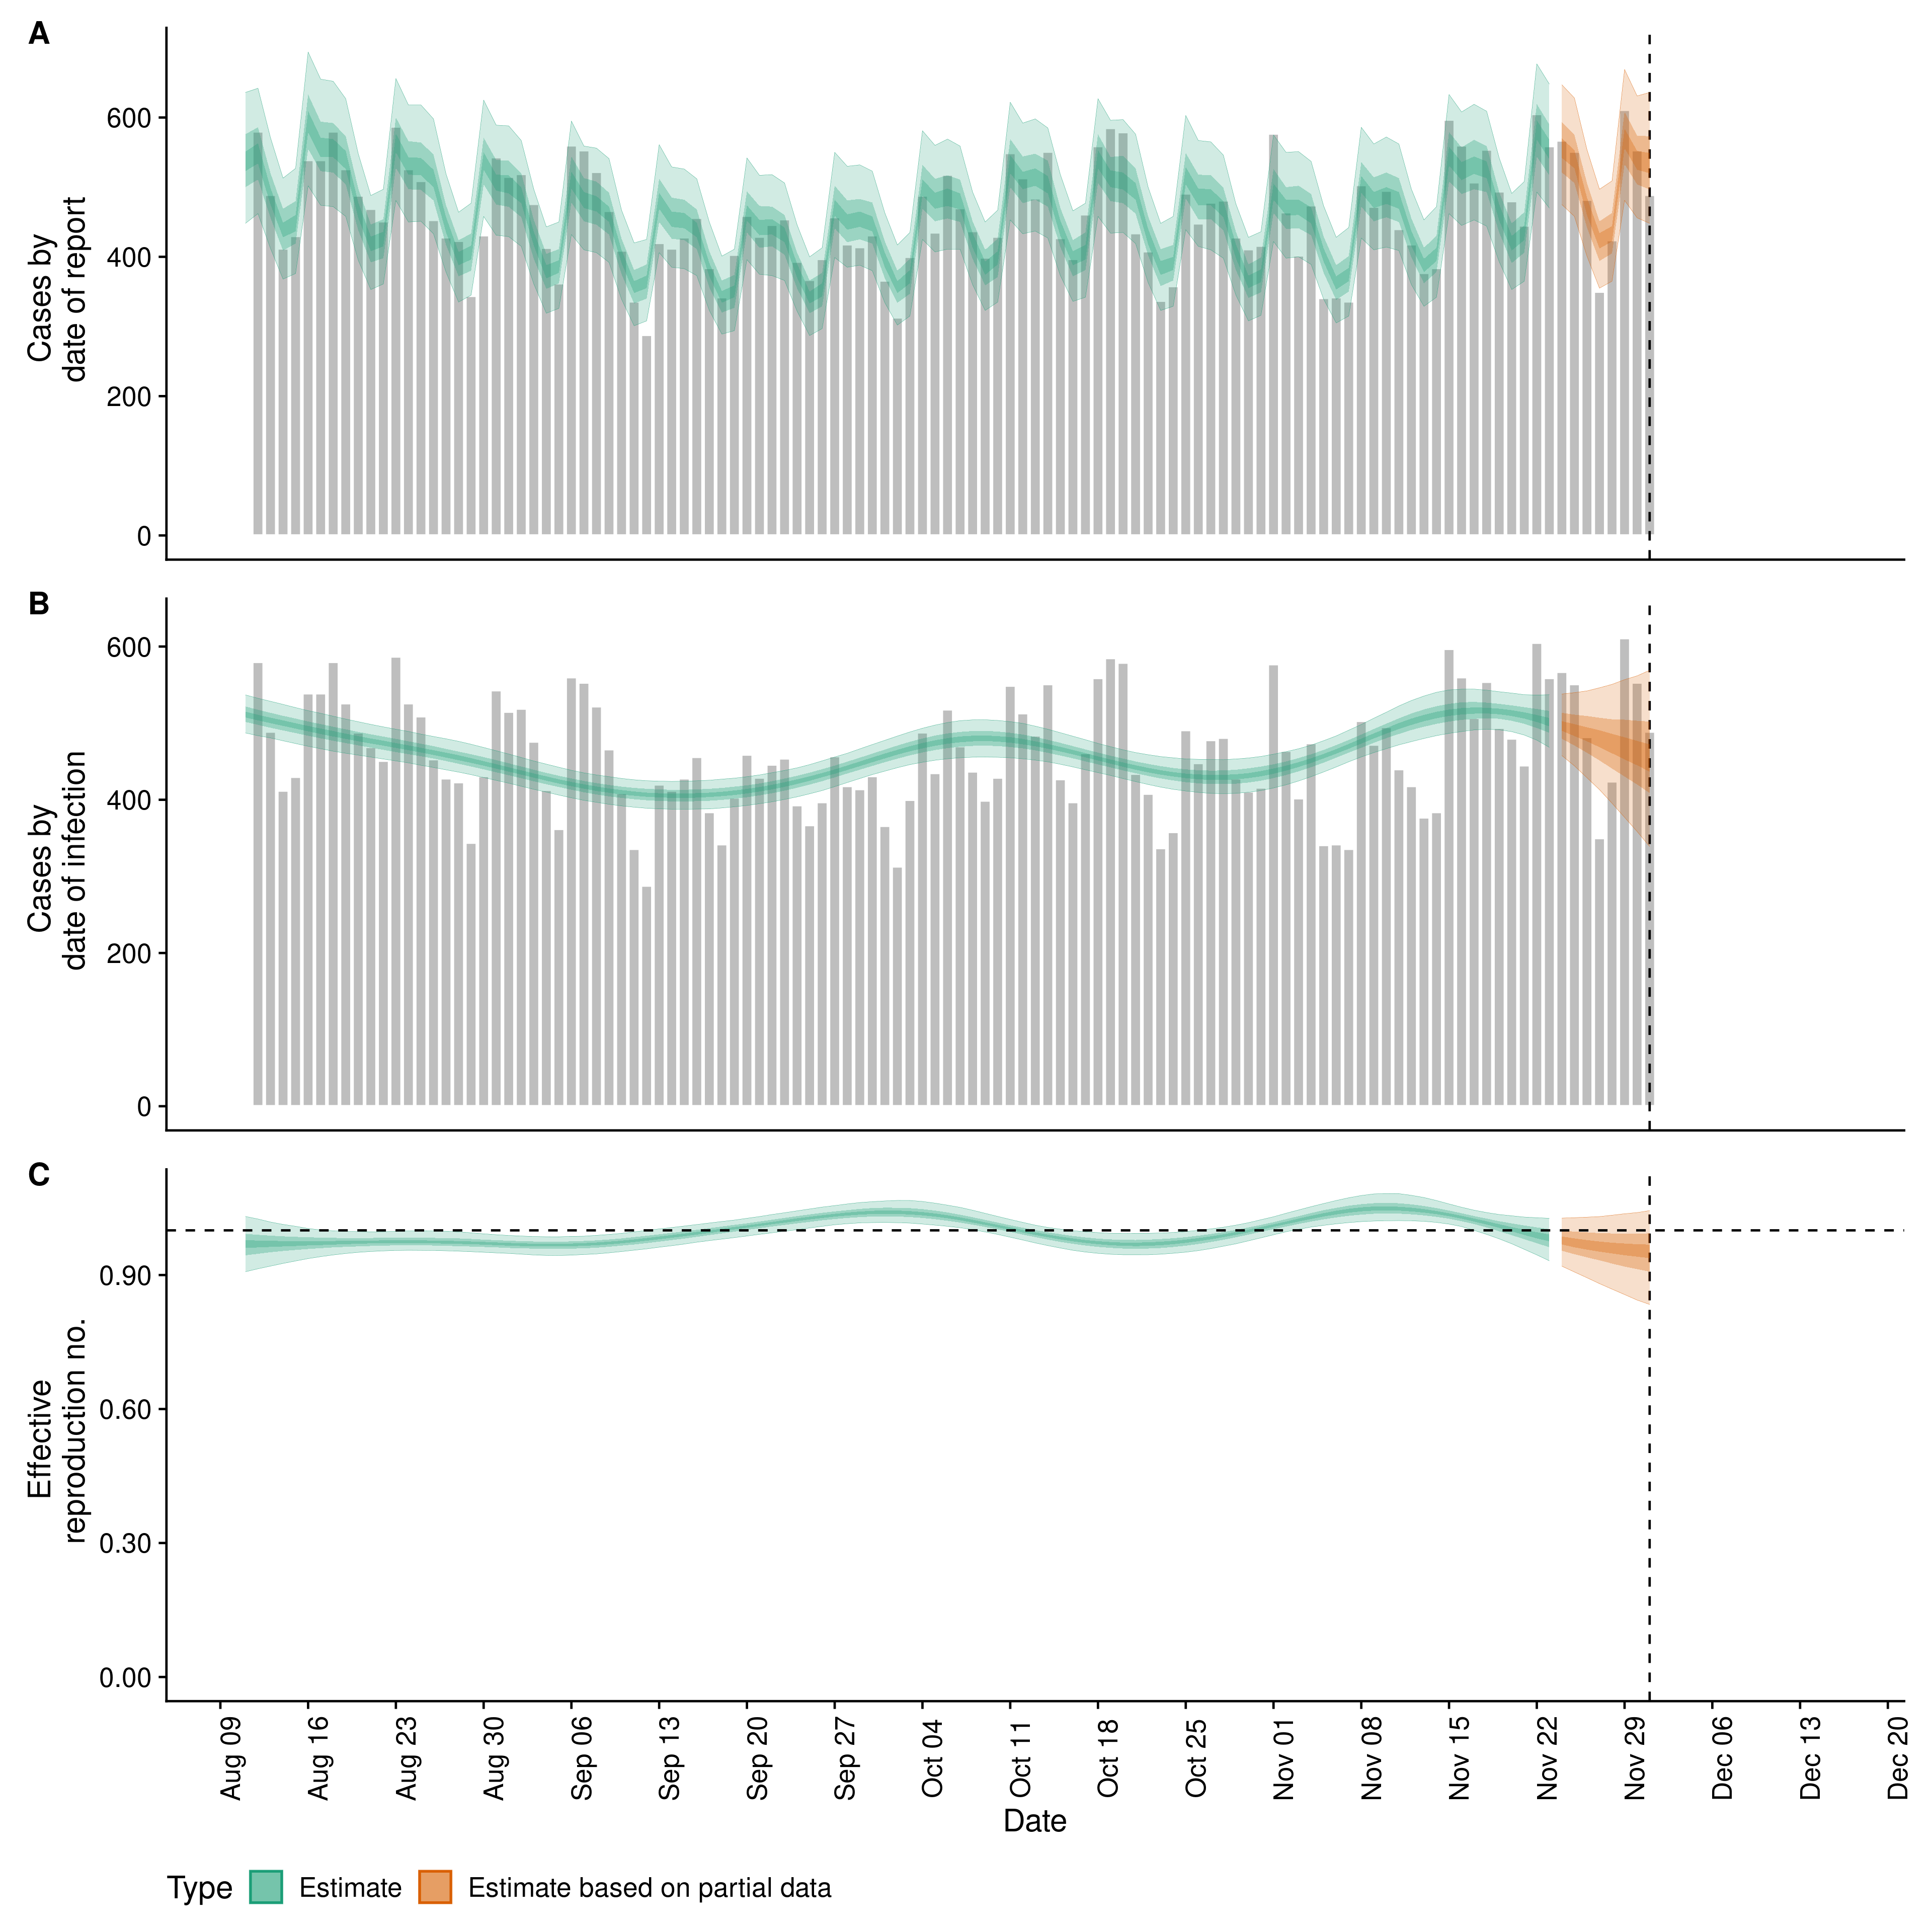 A
Cases by
date of report
600
400
200
0
B
Cases by
date of infection
600
400
200
0
C
Effective
reproduction no.
0.90
0.60
0.30
0.00
Aug 09
Aug 16
Aug 23
Aug 30
Sep 06
Sep 13
Sep 20
Sep 27
Oct 04
Oct 11
Oct 18
Oct 25
Nov 01
Nov 08
Nov 15
Nov 22
Nov 29
Dec 06
Dec 13
Dec 20
Date
Type Estimate Estimate based on partial data